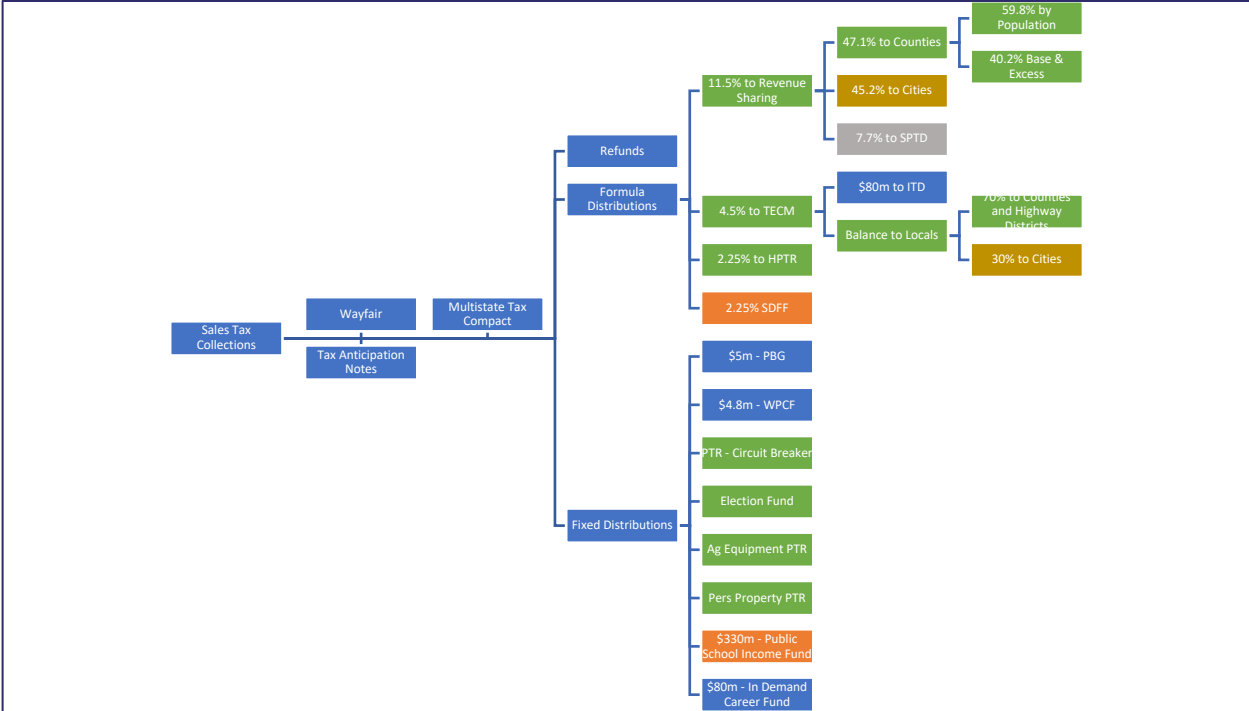 Sales Tax
Collections
Wayfair
Tax Anticipation
Notes
Multistate Tax
Compact
Refunds
Formula
Distributions
11.5% to Revenue
Sharing
47.1% to Counties
59.8% by
Population
40.2% Base &
Excess
45.2% to Cities
7.7% to SPTD
4.5% to TECM
$80m to ITD
Balance to Locals
70% to Counties
and Highway
Districts
30% to Cities
2.25% to HPTR
2.25% SDFF
Fixed Distributions
$5m - PBG
$4.8m - WPCF
PTR - Circuit Breaker
Election Fund
Ag Equipment PTR
Pers Property PTR
$330m - Public
School Income Fund
$80m - In Demand
Career Fund